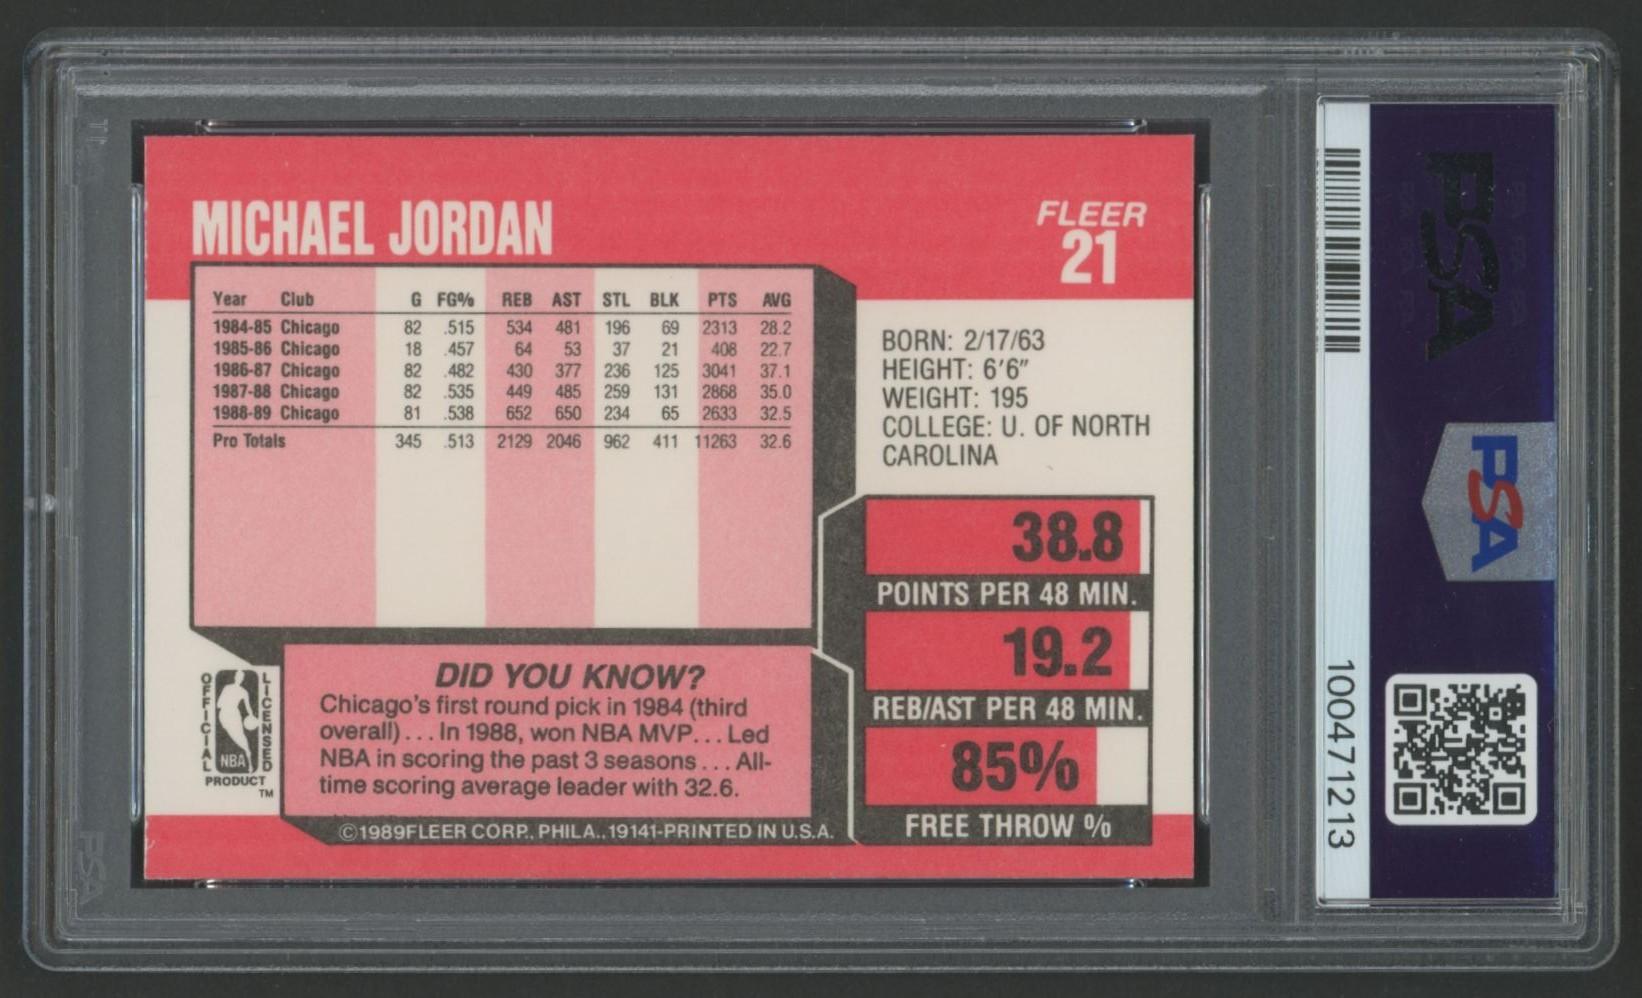 MICHAEL JORDAN
FLEER
21
Year Club G FG% REB AST STL BLK PTS AVG
1984-85 Chicago 82 .515 534 481 196 69 2313 28.2
1985-86 Chicago 18 .457 64 53 37 21 408 22.7
1986-87 Chicago 82 .482 430 377 236 125 3041 37.1
1987-88 Chicago 82 .535 449 485 259 131 2868 35.0
1988-89 Chicago 81 .538 652 650 234 65 2633 32.5
Pro Totals 345 .513 2129 2046 962 411 11263 32.6
BORN: 2/17/63
HEIGHT: 6'6"
WEIGHT: 195
COLLEGE: U. OF NORTH
CAROLINA
38.8
POINTS PER 48 MIN.
19.2
REB/AST PER 48 MIN.
85%
FREE THROW %
DID YOU KNOW?
Chicago's first round pick in 1984 (third
overall)... In 1988, won NBA MVP... Led
NBA in scoring the past 3 seasons... All-
time scoring average leader with 32.6.
OFFICIAL
LICENSED
NBA
PRODUCT
TM
©1989FLEER CORP., PHILA., 19141-PRINTED IN U.S.A.
100471213
PSA
PSA
PSA